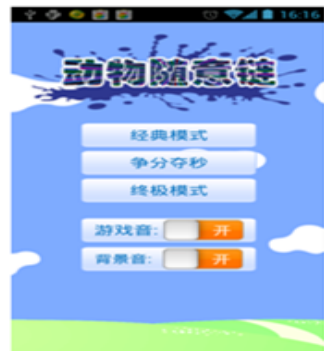 16:16
动物随意链
经典模式
争分夺秒
终极模式
游戏音: 开
背景音: 开